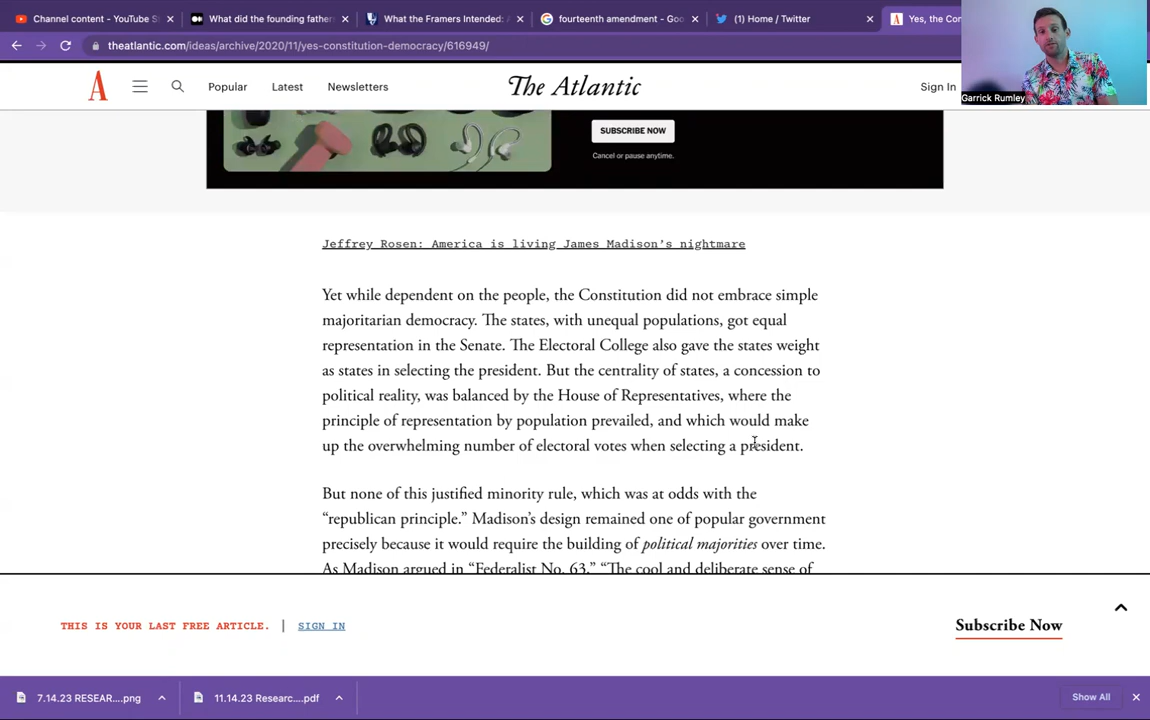 Channel content - YouTube St
What did the founding father
What the Framers Intended: A
fourteenth amendment - Goo
(1) Home / Twitter
Yes, the Con
theatlantic.com/ideas/archive/2020/11/yes-constitution-democracy/616949/
Garrick Rumley
A
Popular
Latest
Newsletters
The Atlantic
Sign In
SUBSCRIBE NOW
Cancel or pause anytime.
Jeffrey Rosen: America is living James Madison’s nightmare
Yet while dependent on the people, the Constitution did not embrace simple
majoritarian democracy. The states, with unequal populations, got equal
representation in the Senate. The Electoral College also gave the states weight
as states in selecting the president. But the centrality of states, a concession to
political reality, was balanced by the House of Representatives, where the
principle of representation by population prevailed, and which would make
up the overwhelming number of electoral votes when selecting a president.
But none of this justified minority rule, which was at odds with the
“republican principle.” Madison’s design remained one of popular government
precisely because it would require the building of political majorities over time.
As Madison argued in “Federalist No. 63,” “The cool and deliberate sense of
THIS IS YOUR LAST FREE ARTICLE. | SIGN IN
Subscribe Now
7.14.23 RESEAR....png
11.14.23 Researc....pdf
Show All